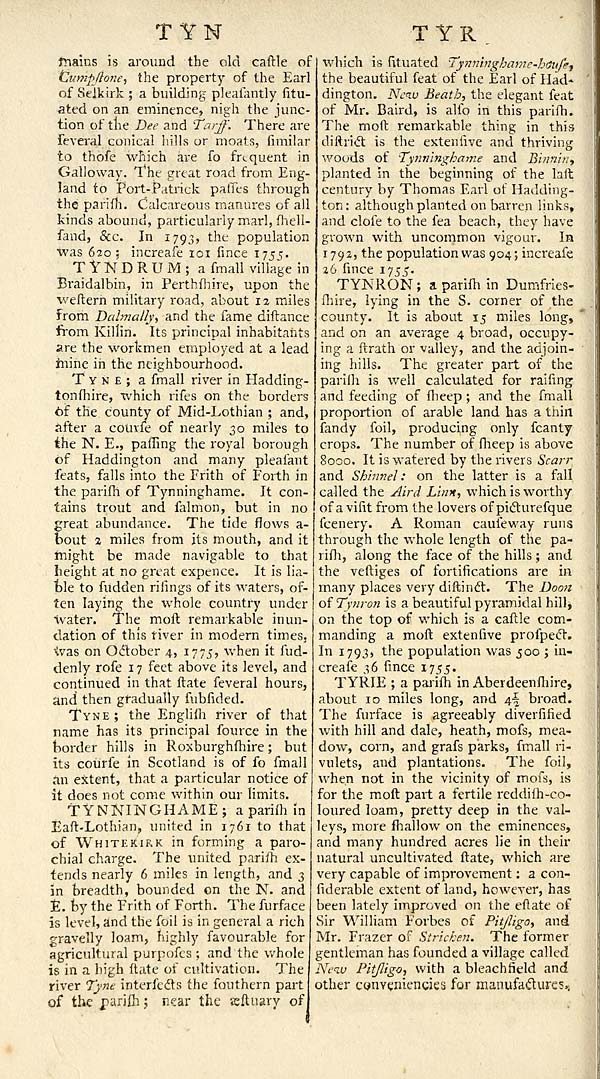 TYN
mains is around the old caſtle of
Cumpſtone, the property of the Earl
of Selkirk; a building pleaſantly ſitu-
ated on an eminence, nigh the junc-
tion of the Dee and Tarff. There are
ſeveral conical hills or moats, ſimilar
to thoſe which are ſo frequent in
Galloway. The great road from Eng-
land to Port-Patrick paſſes through
the pariſh. Calcareous manures of all
kinds abound, particularly marl, ſhell-
ſand, &c. In 1793, the population
was 620; increaſe 101 ſince 1755.
TYNDRUM; a ſmall village in
Braidalbin, in Perthſhire, upon the
weſtern military road, about 12 miles
from Dalmally, and the ſame diſtance
from Killin. Its principal inhabitants
are the workmen employed at a lead
mine in the neighbourhood.
TYNE; a ſmall river in Hadding-
tonſhire, which riſes on the borders
of the county of Mid-Lothian; and,
after a courſe of nearly 30 miles to
the N. E., paſſing the royal borough
of Haddington and many pleaſant
ſeats, falls into the Frith of Forth in
the pariſh of Tynninghame. It con-
tains trout and ſalmon, but in no
great abundance. The tide flows a-
bout 2 miles from its mouth, and it
might be made navigable to that
height at no great expence. It is lia-
ble to ſudden riſings of its waters, of-
ten laying the whole country under
water. The moſt remarkable inun-
dation of this river in modern times,
was on October 4, 1775, when it ſud-
denly roſe 17 feet above its level, and
continued in that ſtate ſeveral hours,
and then gradually ſubſided.
TYNE; the Engliſh river of that
name has its principal ſource in the
border hills in Roxburghſhire; but
its courſe in Scotland is of ſo ſmall
an extent, that a particular notice of
it does not come within our limits.
TYNNINGHAME; a pariſh in
Eaſt-Lothian, united in 1761 to that
of WHITEKIRK in forming a paro-
chial charge. The united pariſh ex-
tends nearly 6 miles in length, and 3
in breadth, bounded on the N. and
E. by the Frith of Forth. The ſurface
is level, and the ſoil is in general a rich
gravelly loam, highly favourable for
agricultural purpoſes; and the whole
is in a high ſtate of cultivation. The
river Tyne interſects the ſouthern part
of the pariſh; near the æſtuary of
TYR
which is ſituated Tynninghame-houſe,
the beautiful ſeat of the Earl of Had-
dington. New Beath, the elegant ſeat
of Mr. Baird, is alſo in this pariſh.
The moſt remarkable thing in this
diſtrict is the extenſive and thriving
woods of Tynninghame and Binnin,
planted in the beginning of the laſt
century by Thomas Earl of Hadding-
ton: although planted on barren links,
and cloſe to the ſea beach, they have
grown with uncommon vigour. In
1792, the population was 904; increaſe
26 ſince 1755.
TYNRON; a pariſh in Dumfries-
ſhire, lying in the S. corner of the
county. It is about 15 miles long,
and on an average 4 broad, occupy-
ing a ſtrath or valley, and the adjoin-
ing hills. The greater part of the
pariſh is well calculated for raiſing
and feeding of ſheep; and the ſmall
proportion of arable land has a thin
ſandy ſoil, producing only ſcanty
crops. The number of ſheep is above
8000. It is watered by the rivers Scarr
and Shinnel: on the latter is a fall
called the Aird Linn, which is worthy
of a viſit from the lovers of pictureſque
ſcenery. A Roman cauſeway runs
through the whole length of the pa-
riſh, along the face of the hills; and
the veſtiges of fortifications are in
many places very diſtinct. The Doon
of Tynron is a beautiful pyramidal hill,
on the top of which is a caſtle com-
manding a moſt extenſive proſpect.
In 1793, the population was 500; in-
creaſe 36 ſince 1755.
TYRIE; a pariſh in Aberdeenſhire,
about 10 miles long, and 4½ broad.
The ſurface is agreeably diverſified
with hill and dale, heath, moſs, mea-
dow, corn, and graſs parks, ſmall ri-
vulets, and plantations. The ſoil,
when not in the vicinity of moſs, is
for the moſt part a fertile reddiſh-co-
loured loam, pretty deep in the val-
leys, more ſhallow on the eminences,
and many hundred acres lie in their
natural uncultivated ſtate, which are
very capable of improvement: a con-
ſiderable extent of land, however, has
been lately improved on the eſtate of
Sir William Forbes of Pitſligo, and
Mr. Frazer of Strichen. The former
gentleman has founded a village called
New Pitſligo, with a bleachfield and
other conveniencies for manufactures.